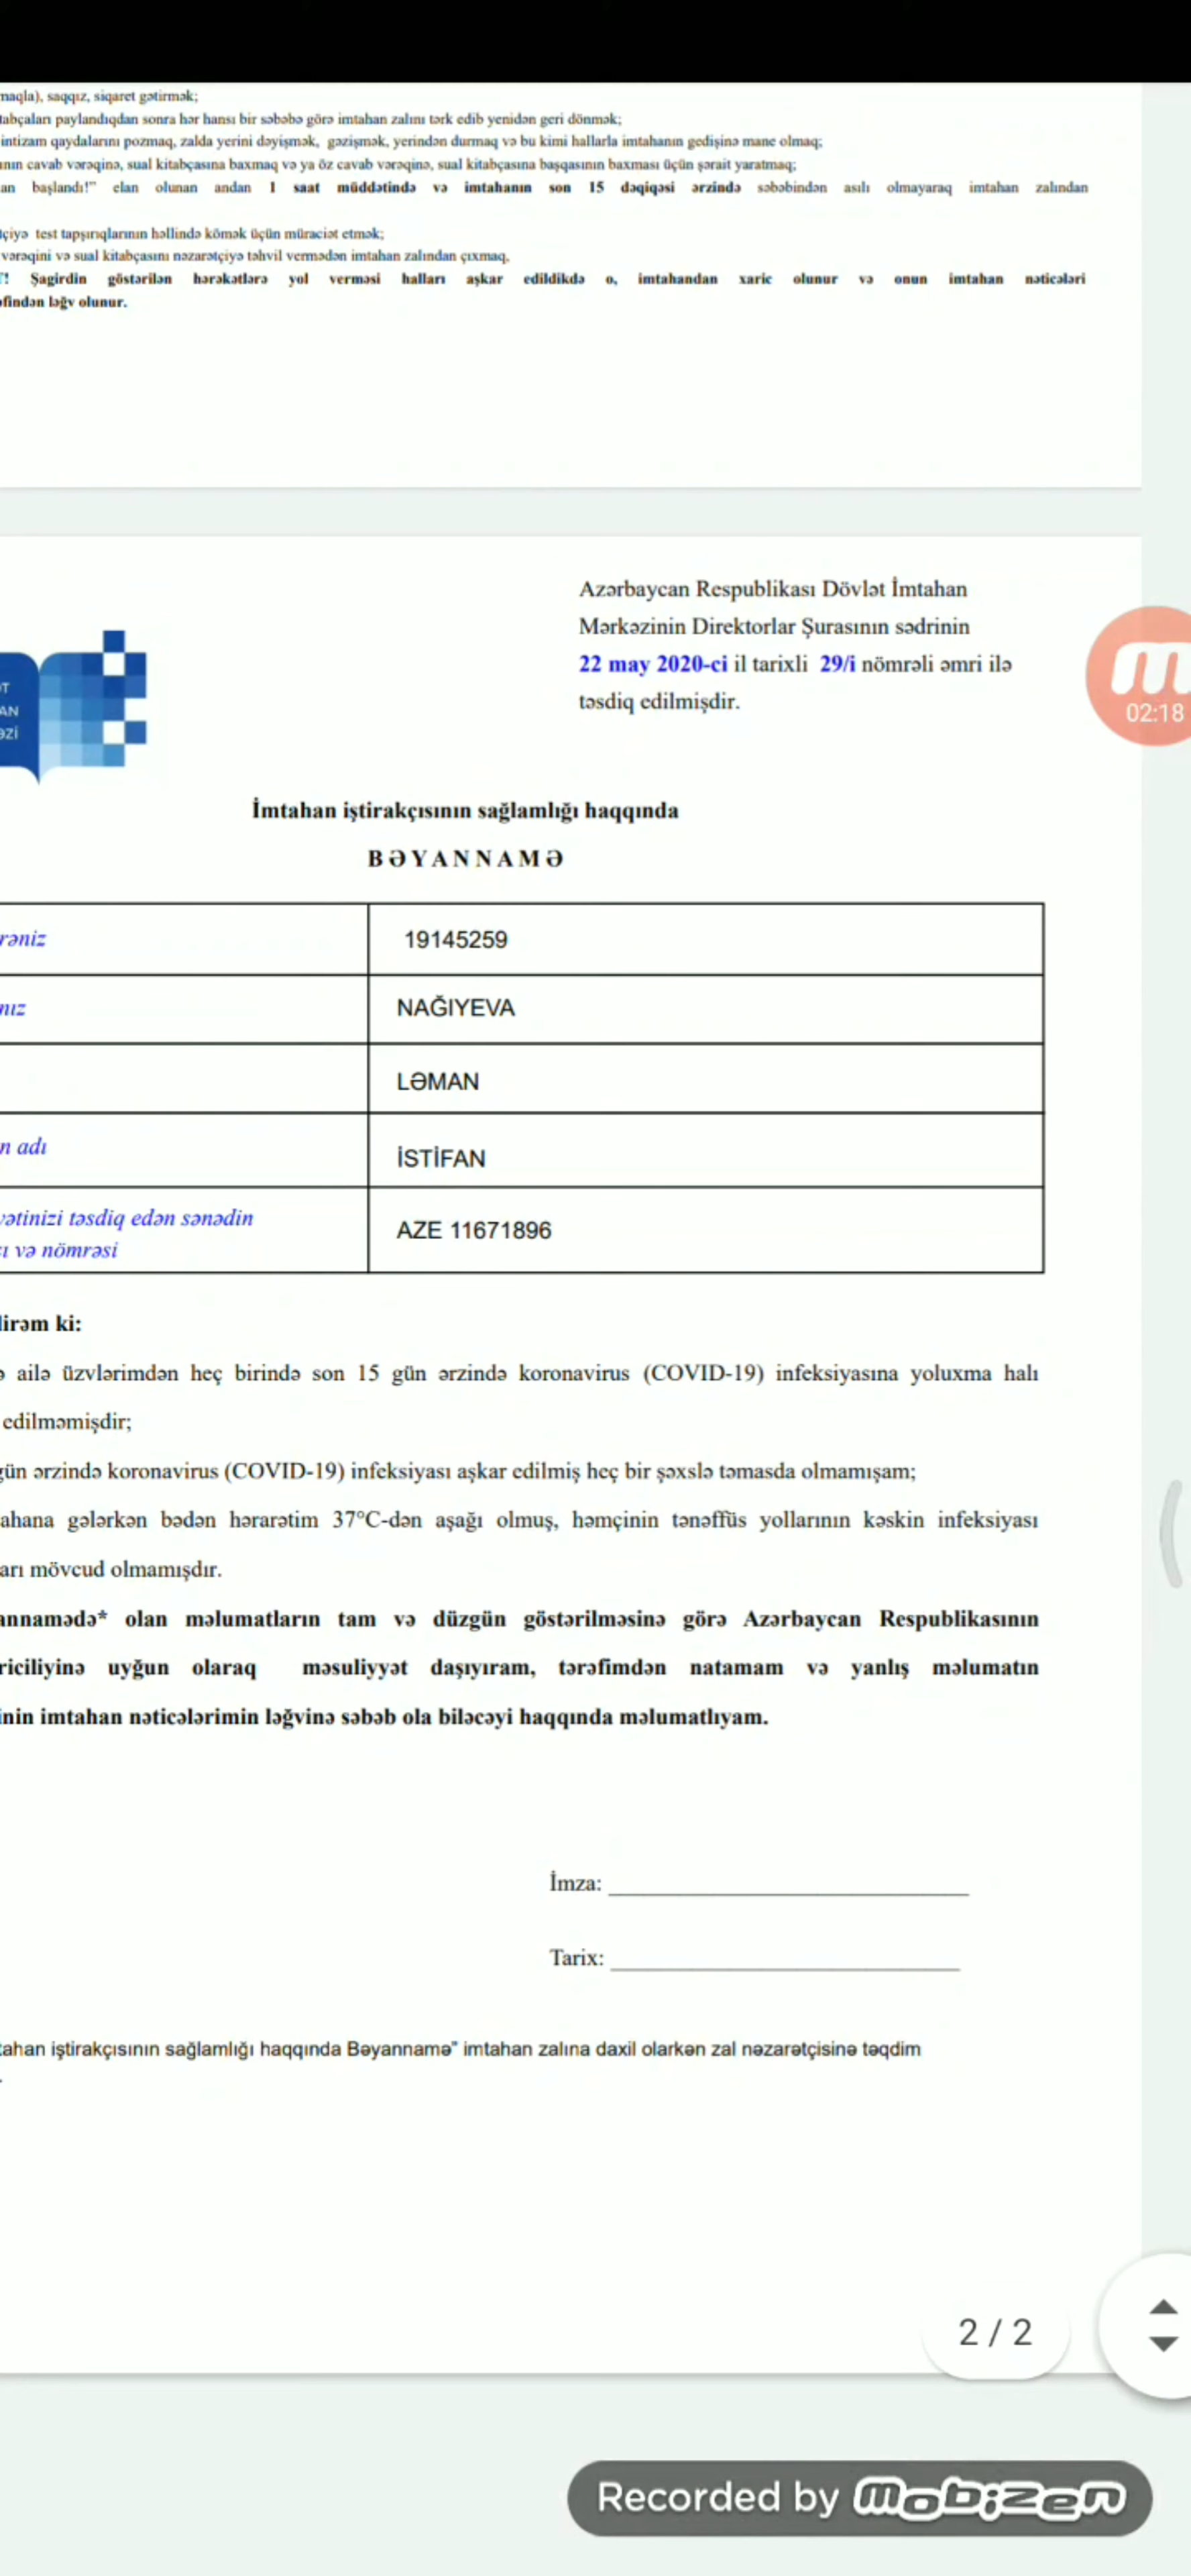 maqla), saqqız, siqaret gətirmək;
tabçaları paylandıqdan sonra hər hansı bir səbəbə görə imtahan zalını tərk edib yenidən geri dönmək;
intizam qaydalarını pozmaq, zalda yerini dəyişmək, gəzişmək, yerindən durmaq və bu kimi hallarla imtahanın gedişinə mane olmaq;
ının cavab vərəqinə, sual kitabçasına baxmaq və ya öz cavab vərəqinə, sual kitabçasına başqasının baxması üçün şərait yaratmaq;
an başlandı!" elan olunan andan 1 saat müddətində və imtahanın son 15 dəqiqəsi ərzində səbəbindən asılı olmayaraq imtahan zalından
tçiyə test tapşırıqlarının həllində kömək üçün müraciət etmək;
vərəqini və sual kitabçasını nəzarətçiyə təhvil vermədən imtahan zalından çıxmaq.
! Şagirdin göstərilən hərəkətlərə yol verməsi halları aşkar edildikdə o, imtahandan xaric olunur və onun imtahan nəticələri
əfindən ləğv olunur.
Azərbaycan Respublikası Dövlət İmtahan
Mərkəzinin Direktorlar Şurasının sədrinin
22 may 2020-ci il tarixli 29/i nömrəli əmri ilə
təsdiq edilmişdir.
ƏT
AN
əzi
02:18
İmtahan iştirakçısının sağlamlığı haqqında
BƏYANNAMƏ
rəniz 19145259
nız NAĞIYEVA
LƏMAN
n adı İSTİFAN
yətinizi təsdiq edən sənədin
ı və nömrəsi AZE 11671896
lirəm ki:
ə ailə üzvlərimdən heç birində son 15 gün ərzində koronavirus (COVID-19) infeksiyasına yoluxma halı
edilməmişdir;
gün ərzində koronavirus (COVID-19) infeksiyası aşkar edilmiş heç bir şəxslə təmasda olmamışam;
ahana gələrkən bədən hərarətim 37°C-dən aşağı olmuş, həmçinin tənəffüs yollarının kəskin infeksiyası
arı mövcud olmamışdır.
annamədə* olan məlumatların tam və düzgün göstərilməsinə görə Azərbaycan Respublikasının
riciliyinə uyğun olaraq məsuliyyət daşıyıram, tərəfimdən natamam və yanlış məlumatın
inin imtahan nəticələrimin ləğvinə səbəb ola biləcəyi haqqında məlumatlıyam.
İmza:
Tarix:
tahan iştirakçısının sağlamlığı haqqında Bəyannamə" imtahan zalına daxil olarkən zal nəzarətçisinə təqdim
2 / 2
Recorded by mobizen